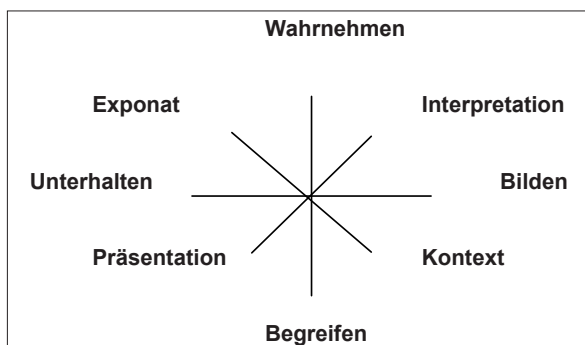 Wahrnehmen
Exponat Interpretation
Unterhalten Bilden
Präsentation Kontext
Begreifen